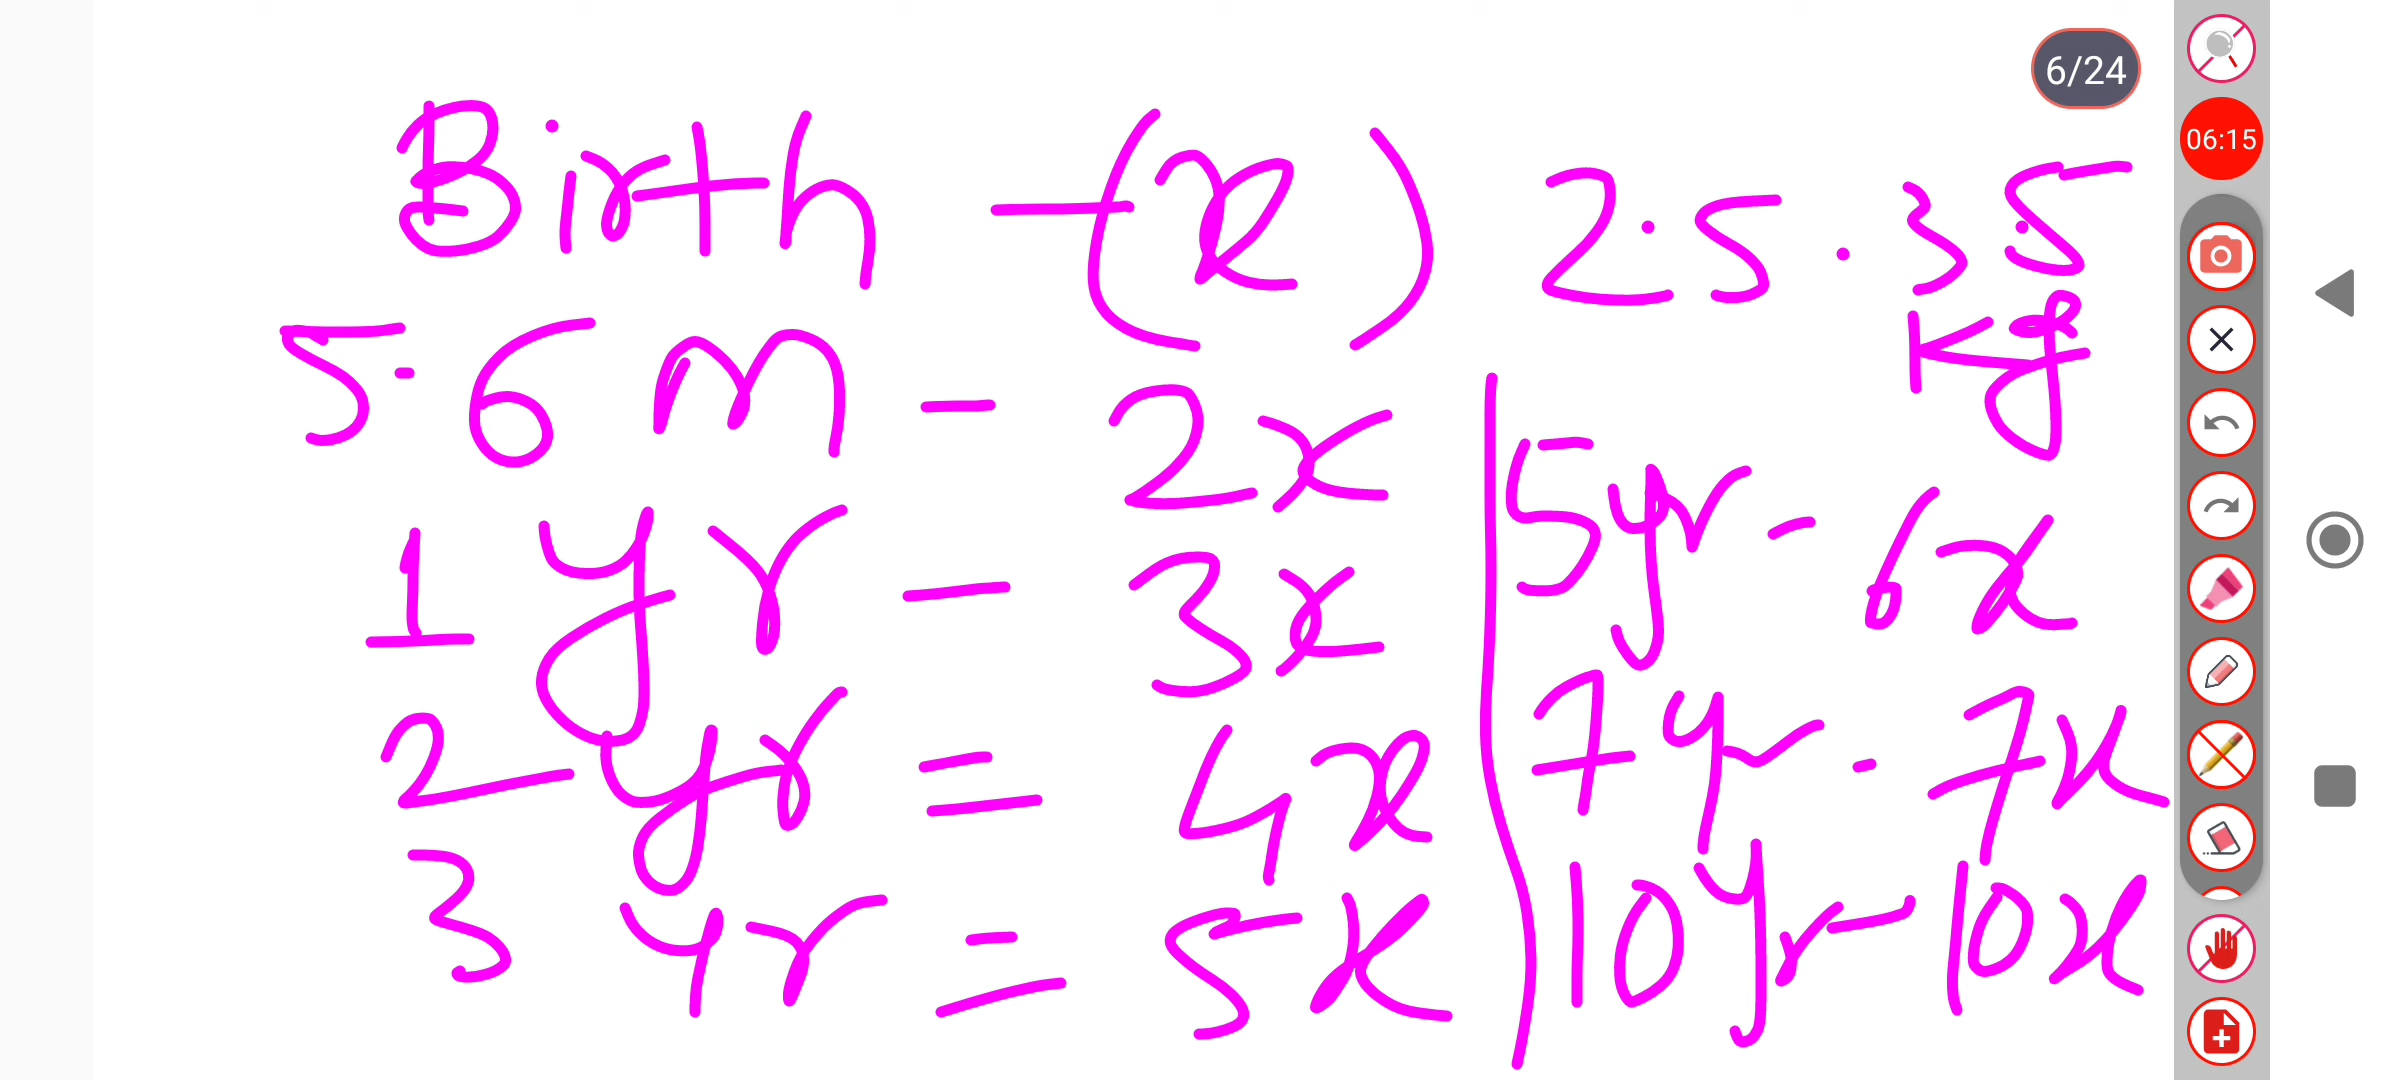 6/24
06:15
Birth - (x) 2.5 . 3.5
kg
5.6 m - 2x
1 yr - 3x
2 yr = 4x
3 yr = 5x
5yr - 6x
7yr - 7x
10yr - 10x